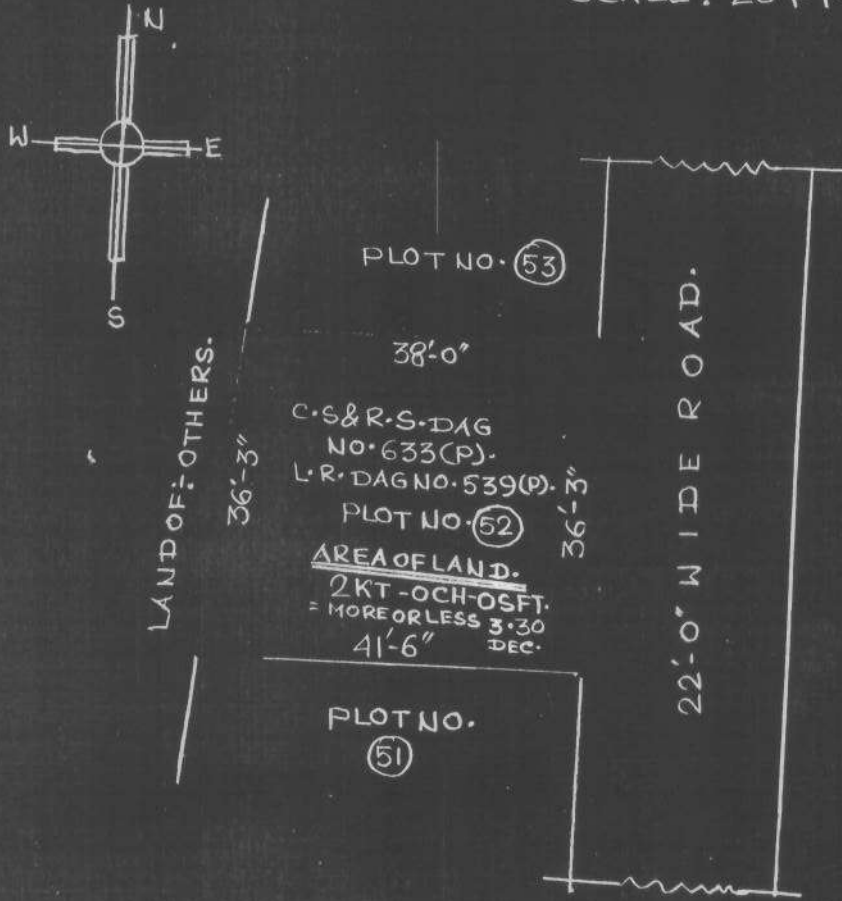 N
W E
S
PLOT NO. 53
38'-0"
LAND OF:- OTHERS.
36'-3"
C.S & R.S. DAG
NO. 633 (P).
L.R. DAG NO. 539 (P).
PLOT NO. 52
36'-3"
AREA OF LAND.
2KT-0CH-0SFT.
= MORE OR LESS 3.30
DEC.
41'-6"
22'-0" WIDE ROAD.
PLOT NO.
51